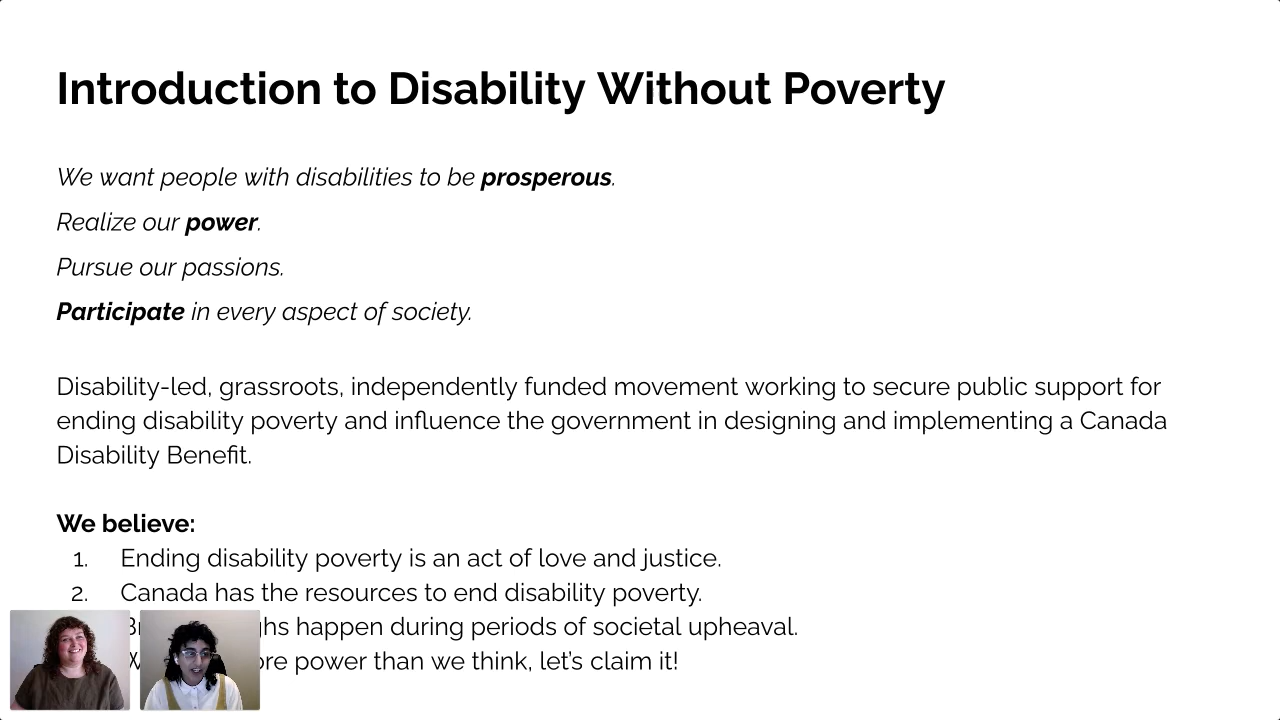 Introduction to Disability Without Poverty
We want people with disabilities to be prosperous.
Realize our power.
Pursue our passions.
Participate in every aspect of society.
Disability-led, grassroots, independently funded movement working to secure public support for
ending disability poverty and influence the government in designing and implementing a Canada
Disability Benefit.
We believe:
1. Ending disability poverty is an act of love and justice.
2. Canada has the resources to end disability poverty.
happen during periods of societal upheaval.
power than we think, let’s claim it!